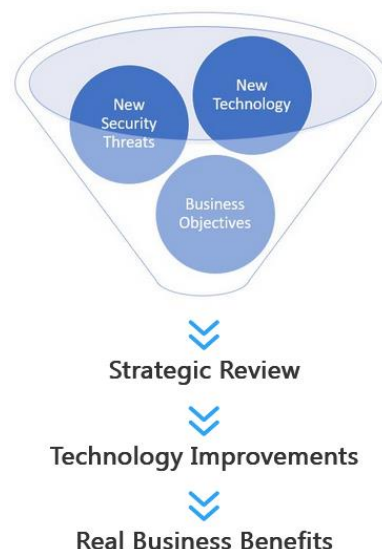 New
Security
Threats
New
Technology
Business
Objectives
Strategic Review
Technology Improvements
Real Business Benefits